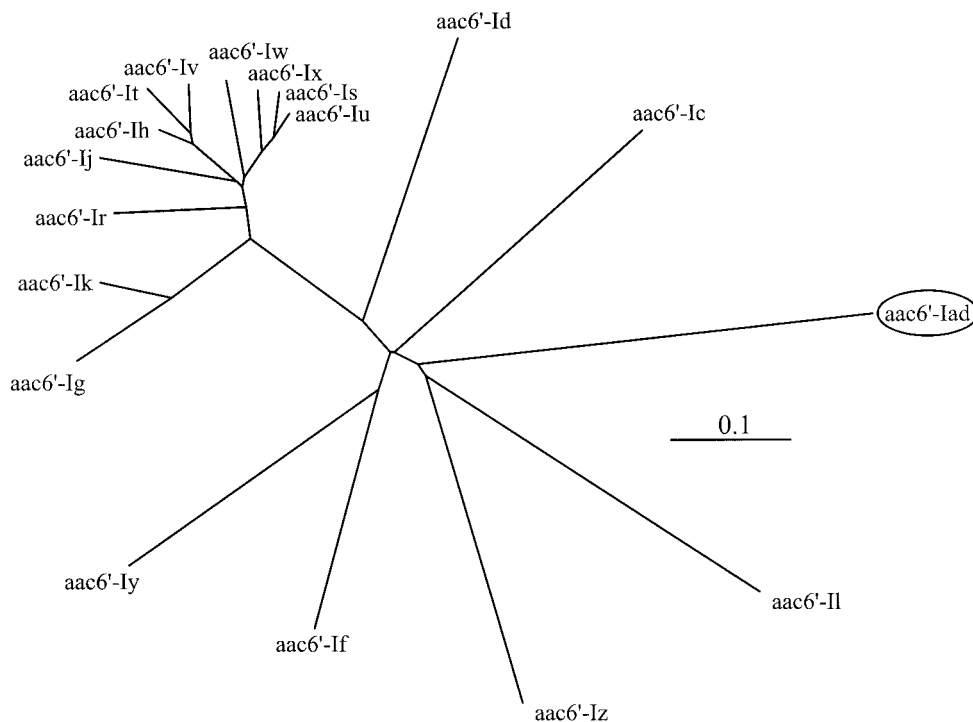 aac6'-Id
aac6'-Iw
aac6'-Iv
aac6'-Ix
aac6'-It
aac6'-Is
aac6'-Iu
aac6'-Ic
aac6'-Ih
aac6'-Ij
aac6'-Ir
aac6'-Ik
aac6'-Iad
aac6'-Ig
0.1
aac6'-Iy
aac6'-Il
aac6'-If
aac6'-Iz